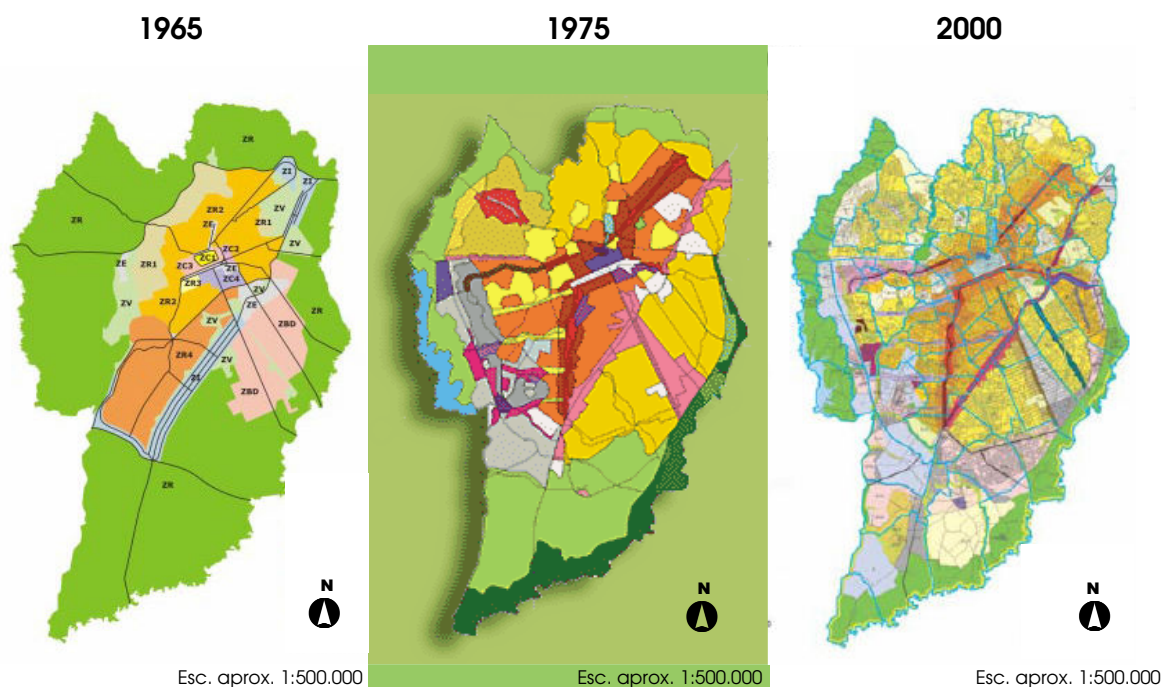 1965
1975
2000
ZR
ZI
ZI
ZR
ZR2
ZR1
ZV
ZE
ZV
ZC2
ZC1
ZE
ZR1
ZC3
ZE
ZC4
ZR3
ZV
ZV
ZR2
ZE
ZR
ZV
ZBD
ZR4
ZV
ZI
ZBD
ZR
N
N
N
Esc. aprox. 1:500.000
Esc. aprox. 1:500.000
Esc. aprox. 1:500.000